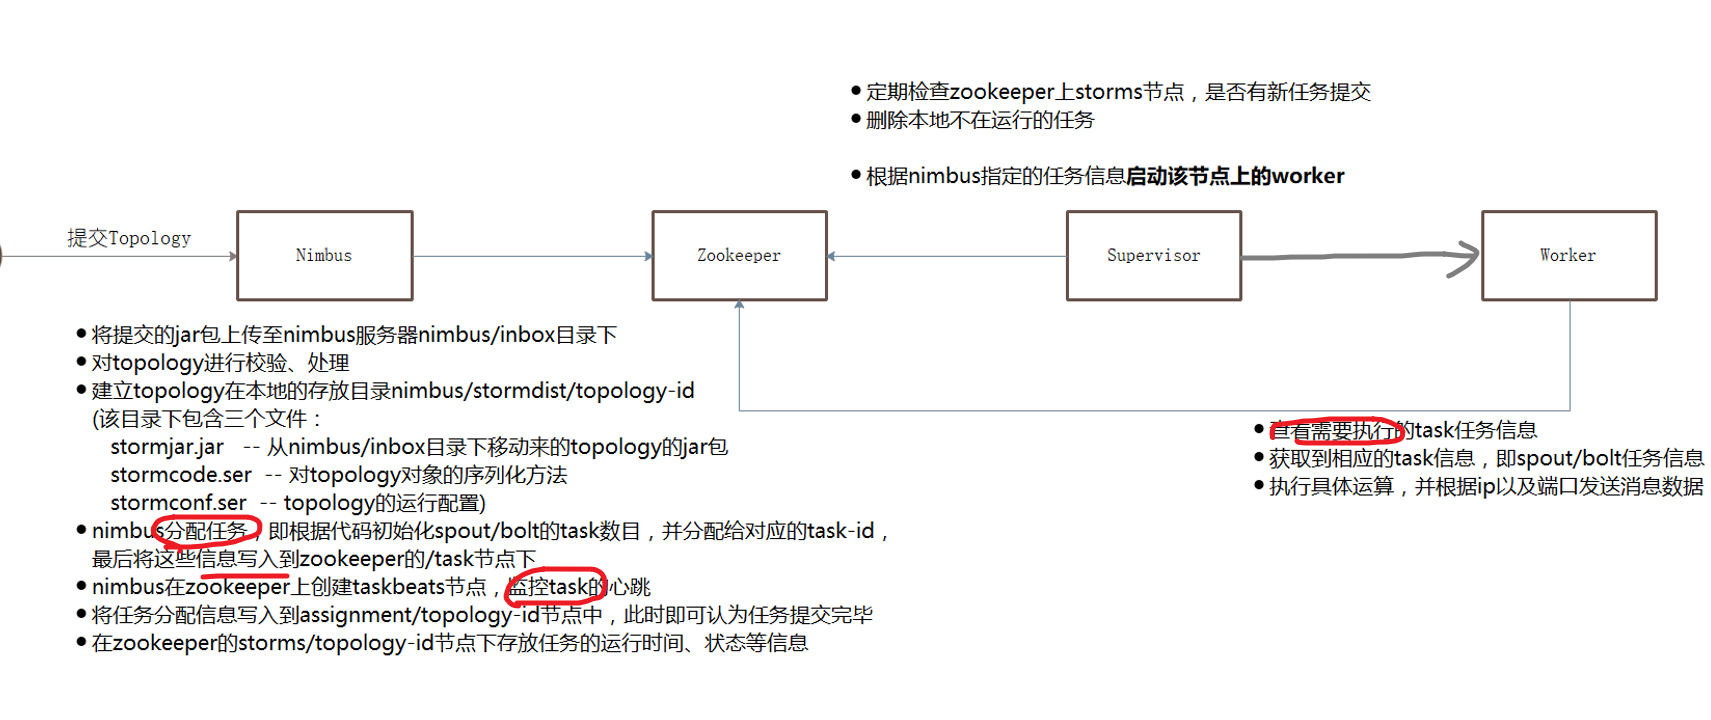 ● 定期检查zookeeper上storms节点，是否有新任务提交
● 删除本地不在运行的任务
● 根据nimbus指定的任务信息启动该节点上的worker
提交Topology
Nimbus
Zookeeper
Supervisor
Worker
● 将提交的jar包上传至nimbus服务器nimbus/inbox目录下
● 对topology进行校验、处理
● 建立topology在本地的存放目录nimbus/stormdist/topology-id
(该目录下包含三个文件：
stormjar.jar -- 从nimbus/inbox目录下移动来的topology的jar包
stormcode.ser -- 对topology对象的序列化方法
stormconf.ser -- topology的运行配置)
● nimbus分配任务，即根据代码初始化spout/bolt的task数目，并分配给对应的task-id，
最后将这些信息写入到zookeeper的/task节点下
● nimbus在zookeeper上创建taskbeats节点，监控task的心跳
● 将任务分配信息写入到assignment/topology-id节点中，此时即可认为任务提交完毕
● 在zookeeper的storms/topology-id节点下存放任务的运行时间、状态等信息
● 查看需要执行的task任务信息
● 获取到相应的task信息，即spout/bolt任务信息
● 执行具体运算，并根据ip以及端口发送消息数据